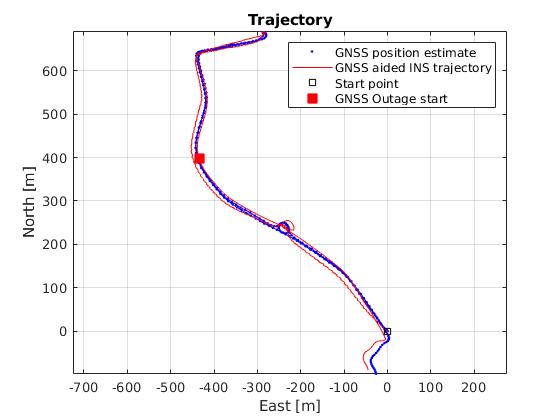 Trajectory
GNSS position estimate
GNSS aided INS trajectory
Start point
GNSS Outage start
600
500
400
300
200
100
0
North [m]
-700 -600 -500 -400 -300 -200 -100 0 100 200
East [m]